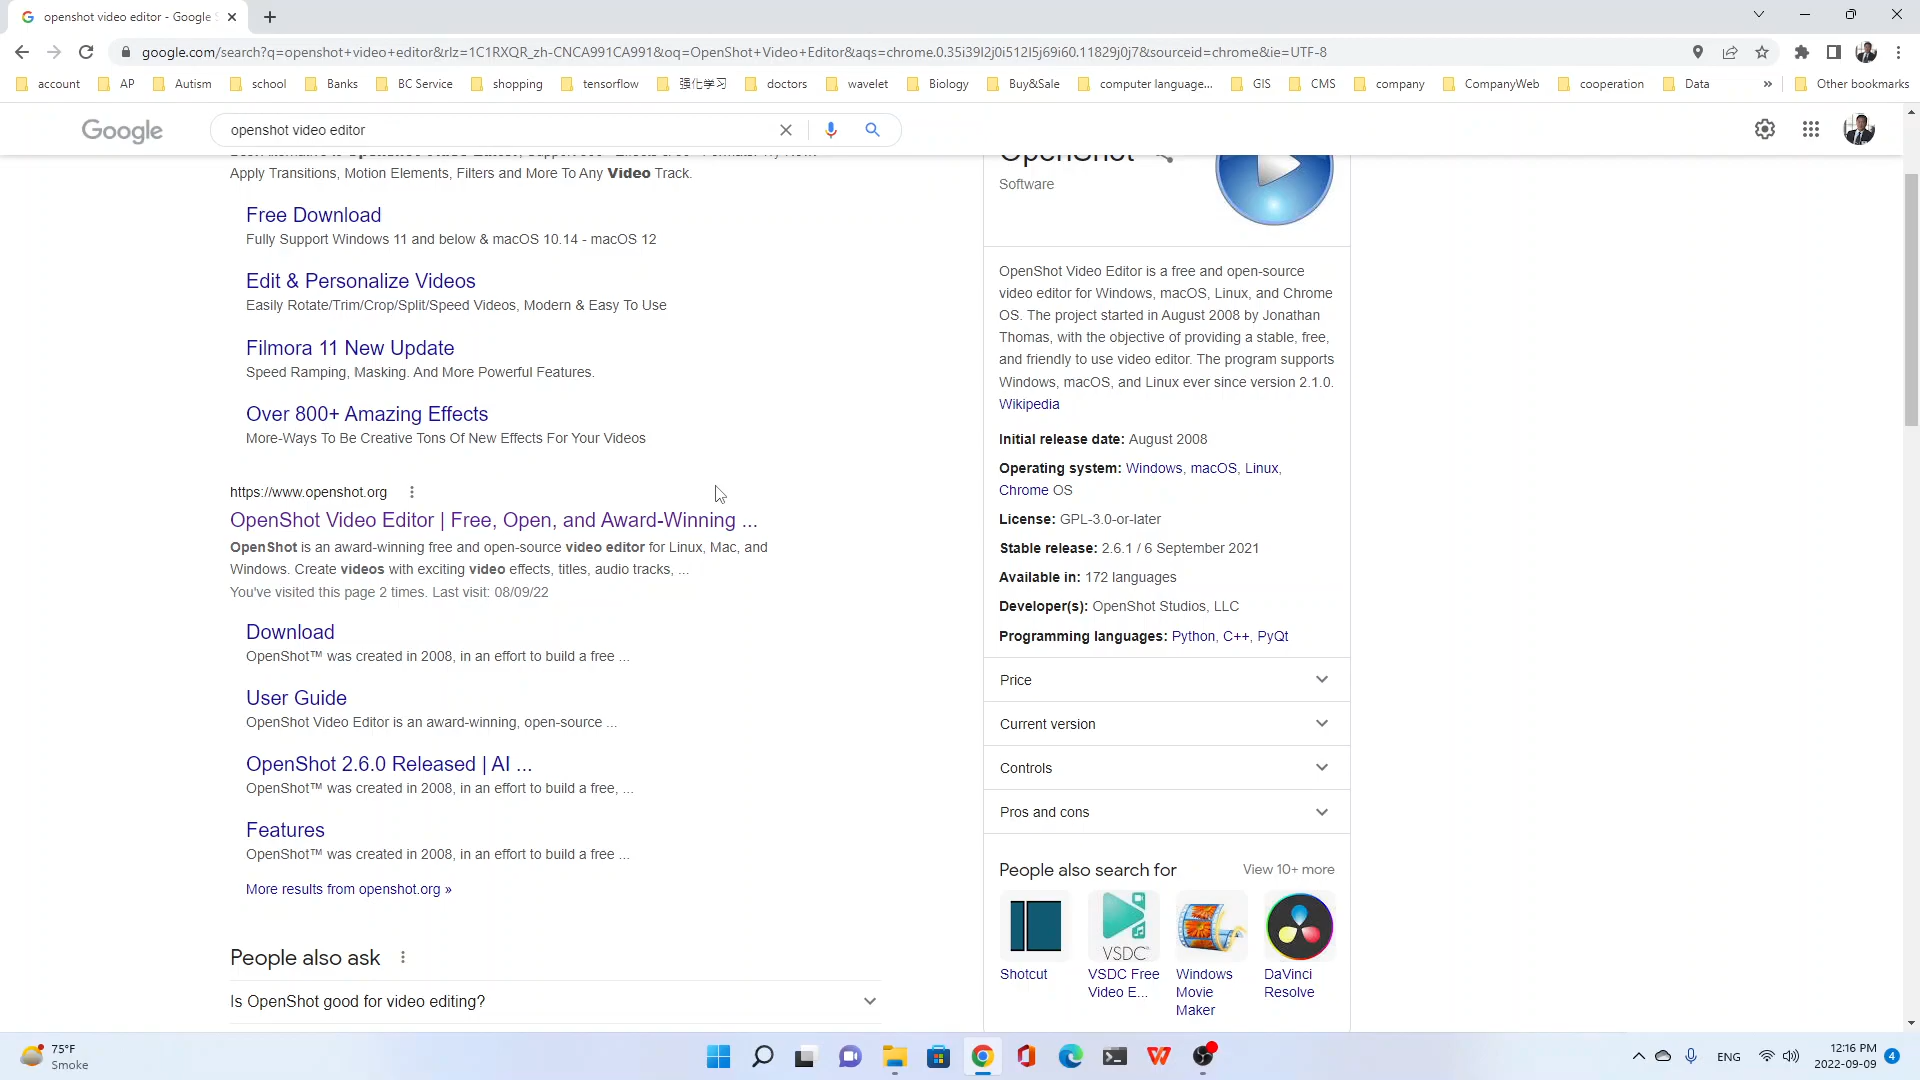 openshot video editor - Google S
google.com/search?q=openshot+video+editor&rlz=1C1RXQR_zh-CNCA991CA991&oq=OpenShot+Video+Editor&aqs=chrome.0.35i39l2j0i512l5j69i60.11829j0j7&sourceid=chrome&ie=UTF-8
account AP Autism school Banks BC Service shopping tensorflow 强化学习 doctors wavelet Biology Buy&Sale computer language... GIS CMS company CompanyWeb cooperation Data » Other bookmarks
Google
openshot video editor
Apply Transitions, Motion Elements, Filters and More To Any Video Track.
Free Download
Fully Support Windows 11 and below & macOS 10.14 - macOS 12
Edit & Personalize Videos
Easily Rotate/Trim/Crop/Split/Speed Videos, Modern & Easy To Use
Filmora 11 New Update
Speed Ramping, Masking. And More Powerful Features.
Over 800+ Amazing Effects
More-Ways To Be Creative Tons Of New Effects For Your Videos
https://www.openshot.org
OpenShot Video Editor | Free, Open, and Award-Winning ...
OpenShot is an award-winning free and open-source video editor for Linux, Mac, and
Windows. Create videos with exciting video effects, titles, audio tracks, ...
You've visited this page 2 times. Last visit: 08/09/22
Download
OpenShot™ was created in 2008, in an effort to build a free ...
User Guide
OpenShot Video Editor is an award-winning, open-source ...
OpenShot 2.6.0 Released | AI ...
OpenShot™ was created in 2008, in an effort to build a free, ...
Features
OpenShot™ was created in 2008, in an effort to build a free ...
More results from openshot.org »
People also ask
Is OpenShot good for video editing?
OpenShot
Software
OpenShot Video Editor is a free and open-source
video editor for Windows, macOS, Linux, and Chrome
OS. The project started in August 2008 by Jonathan
Thomas, with the objective of providing a stable, free,
and friendly to use video editor. The program supports
Windows, macOS, and Linux ever since version 2.1.0.
Wikipedia
Initial release date: August 2008
Operating system: Windows, macOS, Linux,
Chrome OS
License: GPL-3.0-or-later
Stable release: 2.6.1 / 6 September 2021
Available in: 172 languages
Developer(s): OpenShot Studios, LLC
Programming languages: Python, C++, PyQt
Price
Current version
Controls
Pros and cons
People also search for View 10+ more
VSDC
Shotcut
VSDC Free
Video E...
Windows
Movie
Maker
DaVinci
Resolve
75°F
Smoke
ENG
12:16 PM
2022-09-09
4